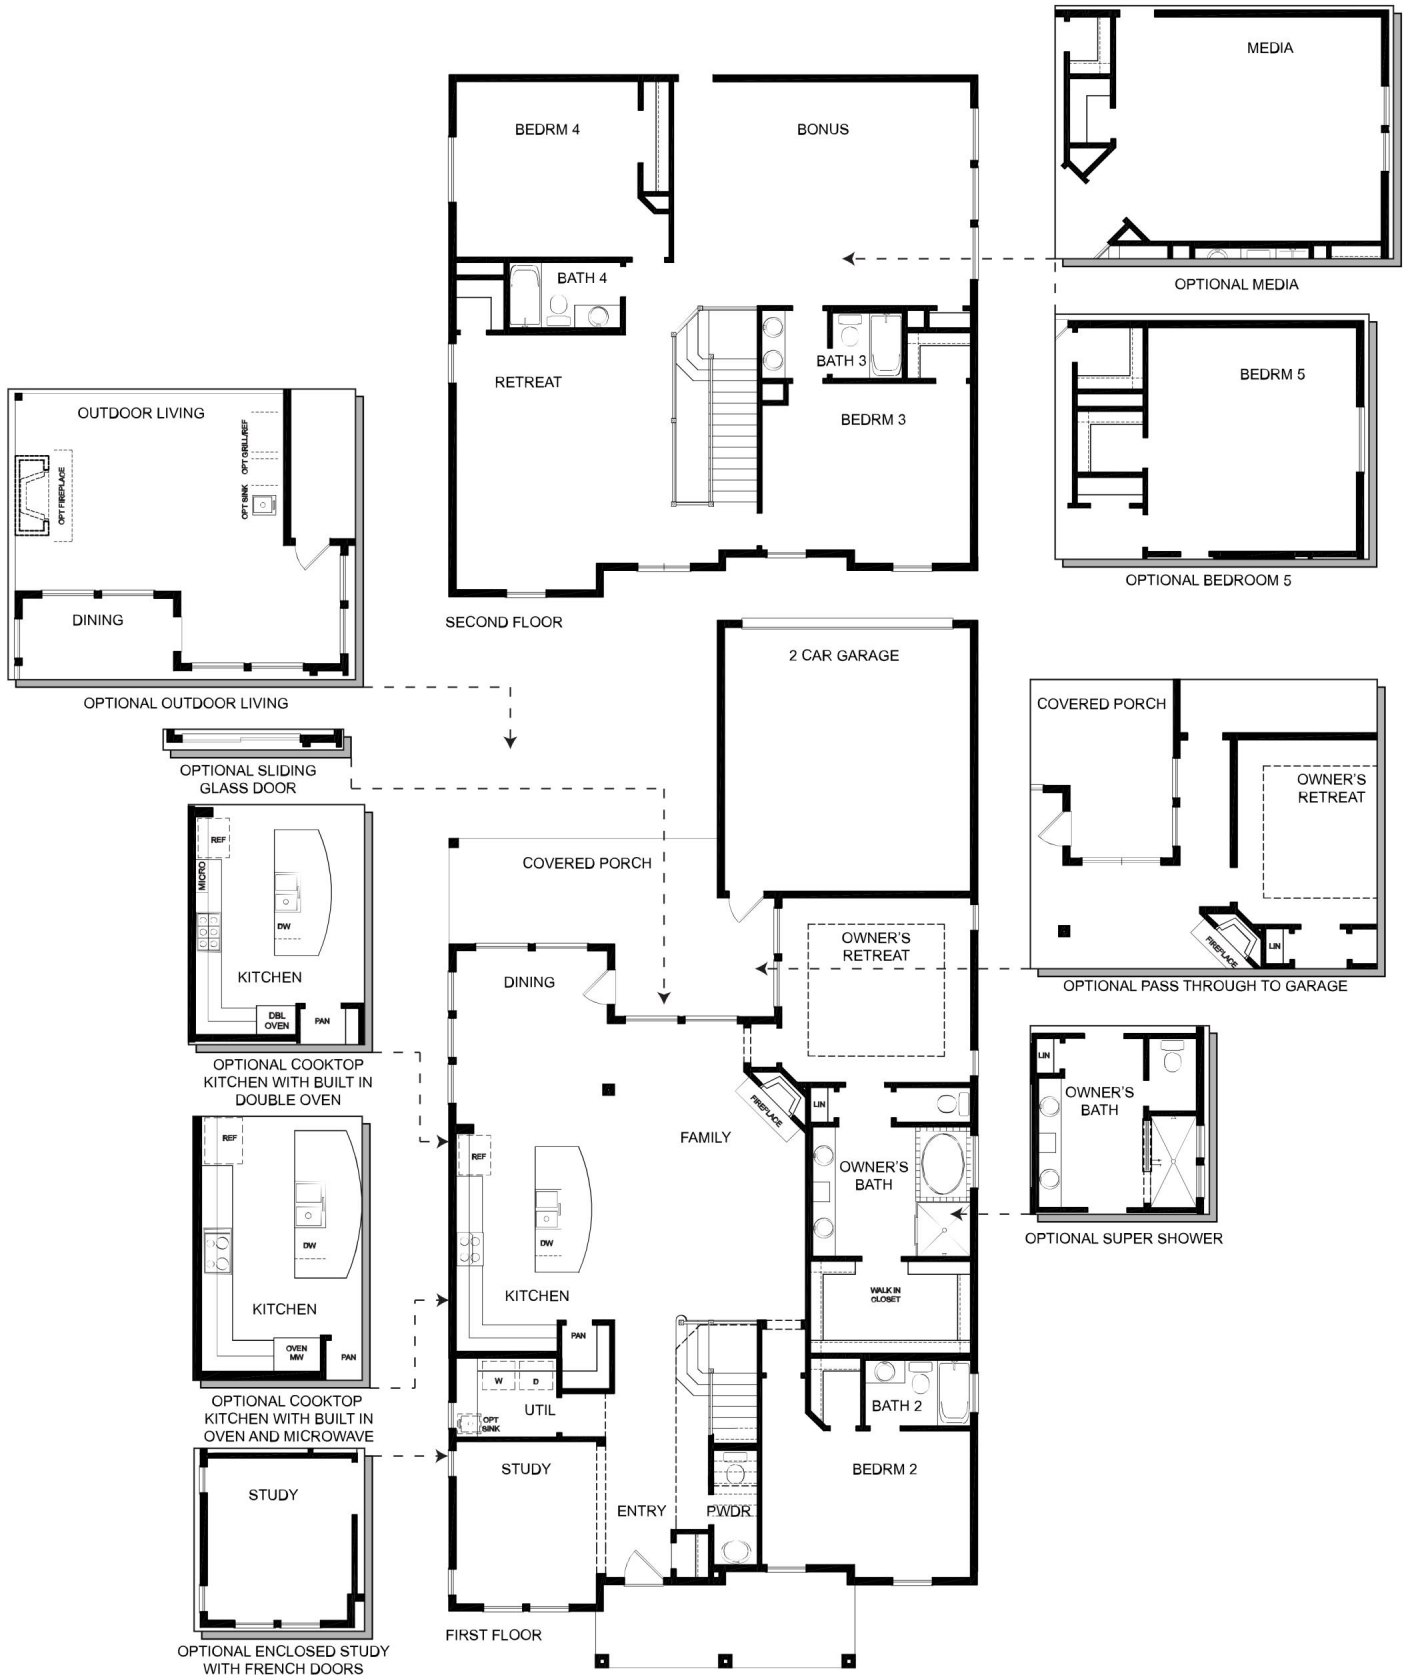 MEDIA
OPTIONAL MEDIA
BEDRM 4
BONUS
BATH 4
BATH 3
RETREAT
BEDRM 3
SECOND FLOOR
BEDRM 5
OPTIONAL BEDROOM 5
OUTDOOR LIVING
OPT GRILL/REF
OPT SINK
OPT FIREPLACE
DINING
OPTIONAL OUTDOOR LIVING
OPTIONAL SLIDING
GLASS DOOR
REF
MICRO
DW
KITCHEN
DBL
OVEN
PAN
OPTIONAL COOKTOP
KITCHEN WITH BUILT IN
DOUBLE OVEN
REF
DW
KITCHEN
OVEN
MW
PAN
OPTIONAL COOKTOP
KITCHEN WITH BUILT IN
OVEN AND MICROWAVE
STUDY
OPTIONAL ENCLOSED STUDY
WITH FRENCH DOORS
2 CAR GARAGE
COVERED PORCH
OWNER'S
RETREAT
DINING
FIREPLACE
LIN
FAMILY
REF
OWNER'S
BATH
DW
KITCHEN
WALK IN
CLOSET
PAN
W
D
UTIL
OPT
SINK
BATH 2
STUDY
BEDRM 2
ENTRY
PWDR
FIRST FLOOR
COVERED PORCH
OWNER'S
RETREAT
FIREPLACE
LIN
OPTIONAL PASS THROUGH TO GARAGE
LIN
OWNER'S
BATH
OPTIONAL SUPER SHOWER